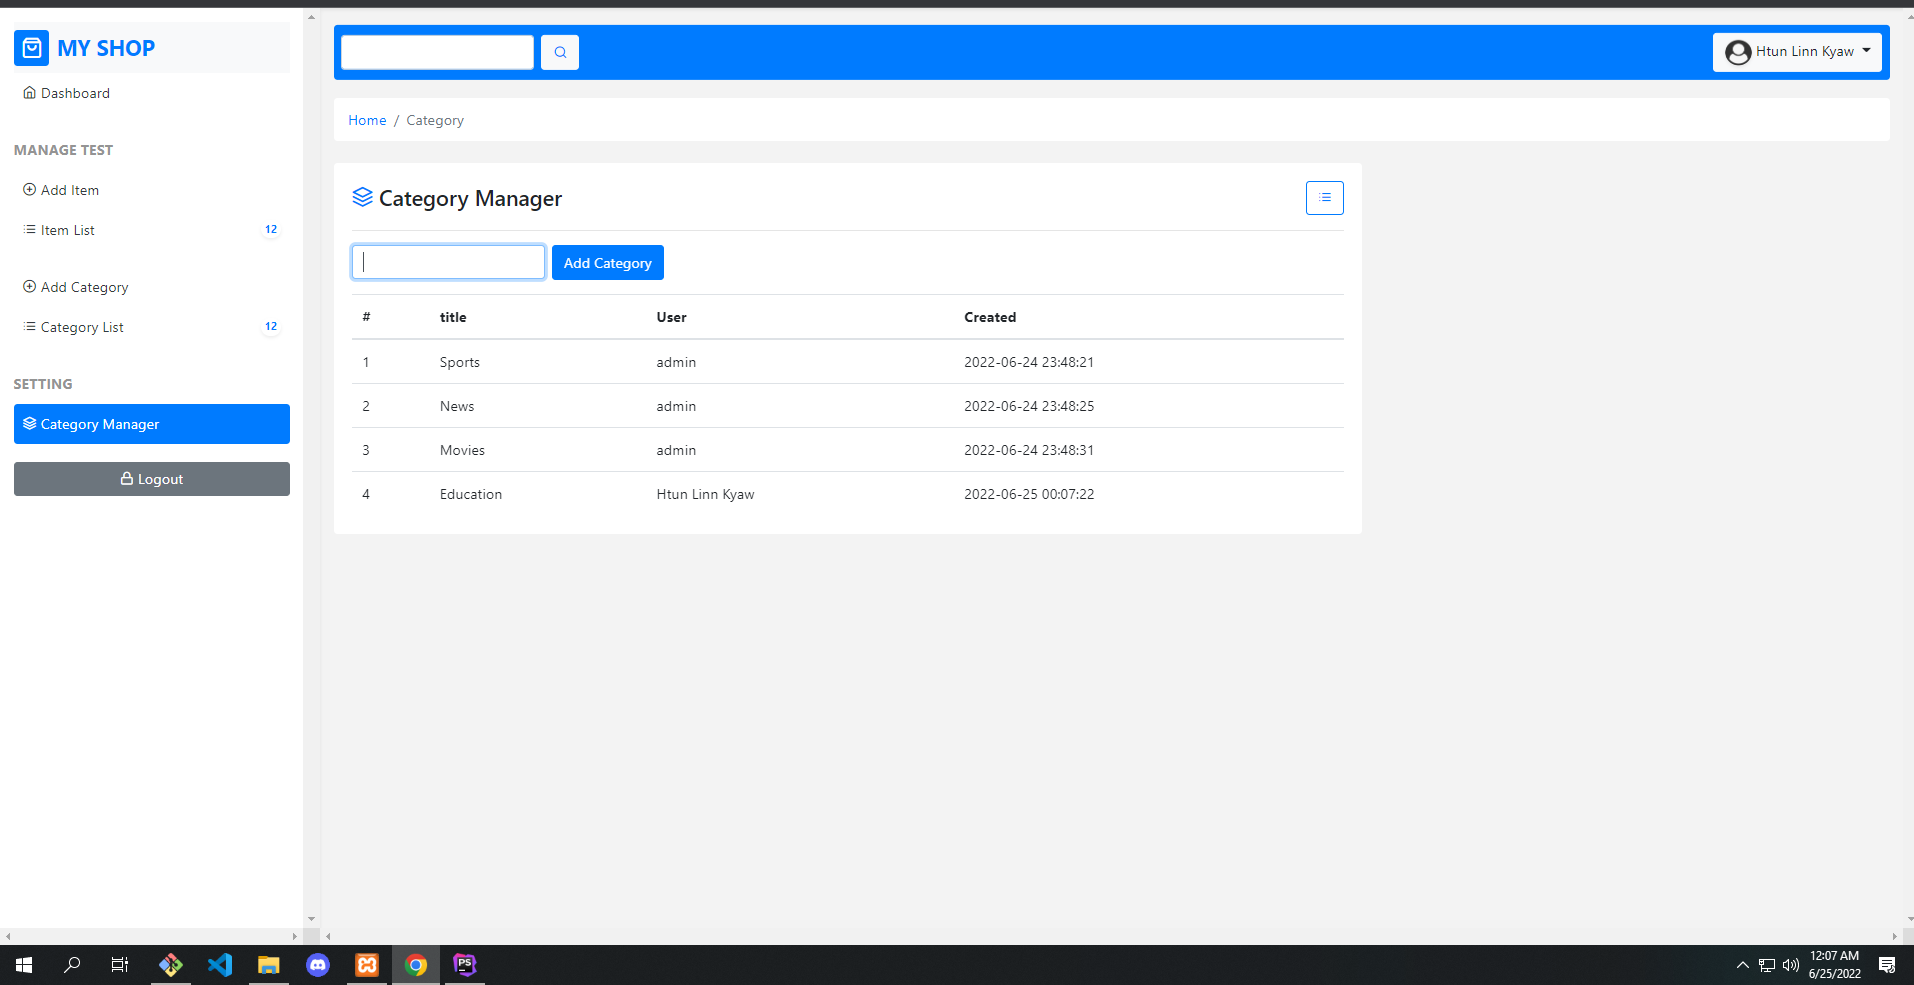 MY SHOP
Dashboard
MANAGE TEST
Add Item
Item List 12
Add Category
Category List 12
SETTING
Category Manager
Logout
Htun Linn Kyaw
Home / Category
Category Manager
Add Category
# title User Created
1 Sports admin 2022-06-24 23:48:21
2 News admin 2022-06-24 23:48:25
3 Movies admin 2022-06-24 23:48:31
4 Education Htun Linn Kyaw 2022-06-25 00:07:22
PS
12:07 AM
6/25/2022